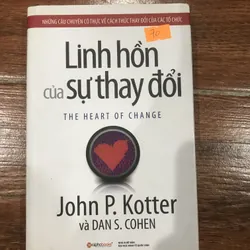 NHỮNG CÂU CHUYỆN CÓ THỰC VỀ CÁCH THỨC THAY ĐỔI CỦA CÁC TỔ CHỨC
Linh hồn
của sự thay đổi
THE HEART OF CHANGE
John P. Kotter
và DAN S. COHEN